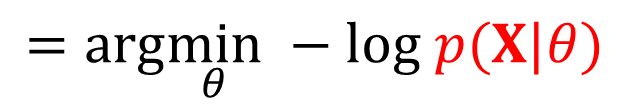 = argmin − log p(X|θ)
θ